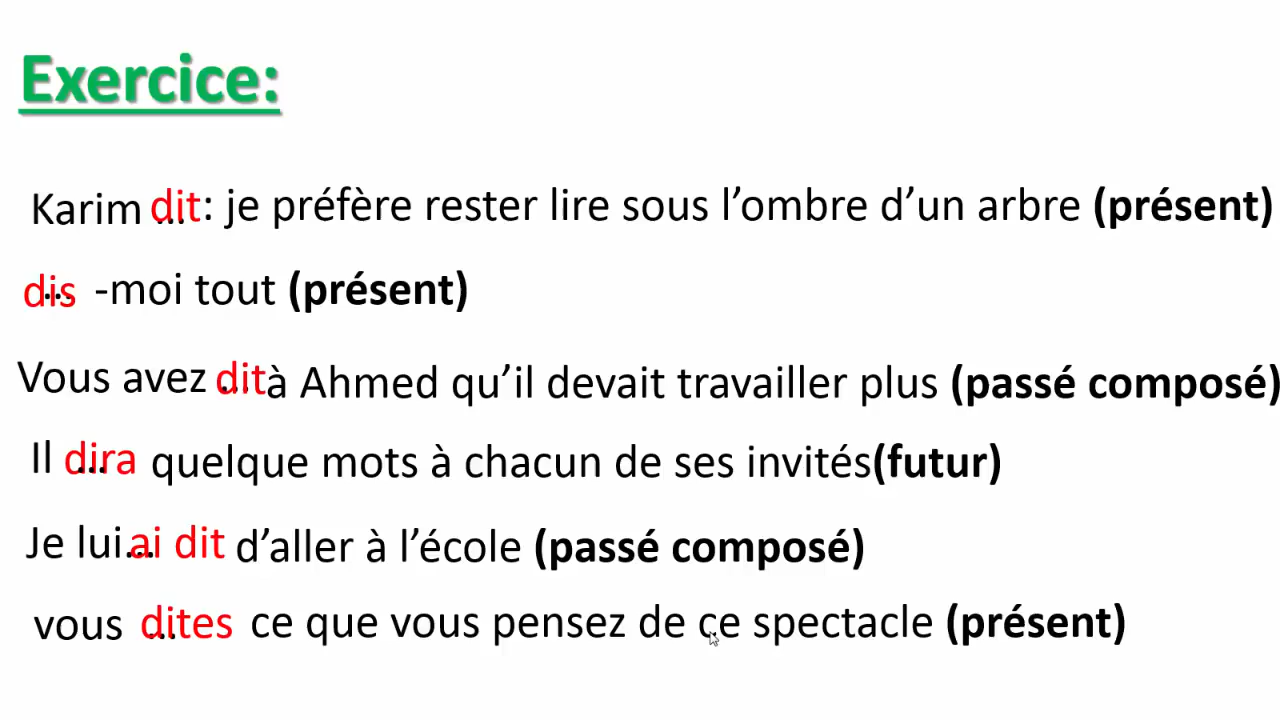 Exercice:
Karim dit... : je préfère rester lire sous l’ombre d’un arbre (présent)
dis... -moi tout (présent)
Vous avez dit... à Ahmed qu’il devait travailler plus (passé composé)
Il dira... quelque mots à chacun de ses invités(futur)
Je lui... ai dit d’aller à l’école (passé composé)
vous dites... ce que vous pensez de ce spectacle (présent)